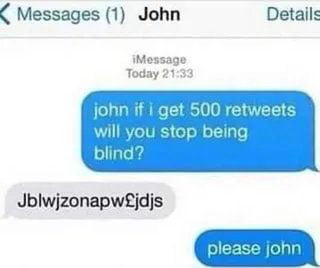 Messages (1) John Details
iMessage
Today 21:33
john if i get 500 retweets
will you stop being
blind?
Jblwjzonapw£jdjs
please john